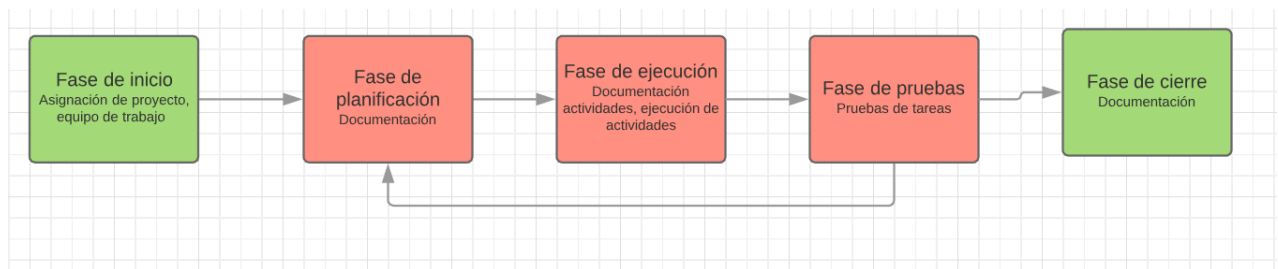 Fase de inicio
Asignación de proyecto,
equipo de trabajo
Fase de
planificación
Documentación
Fase de ejecución
Documentación
actividades, ejecución de
actividades
Fase de pruebas
Pruebas de tareas
Fase de cierre
Documentación